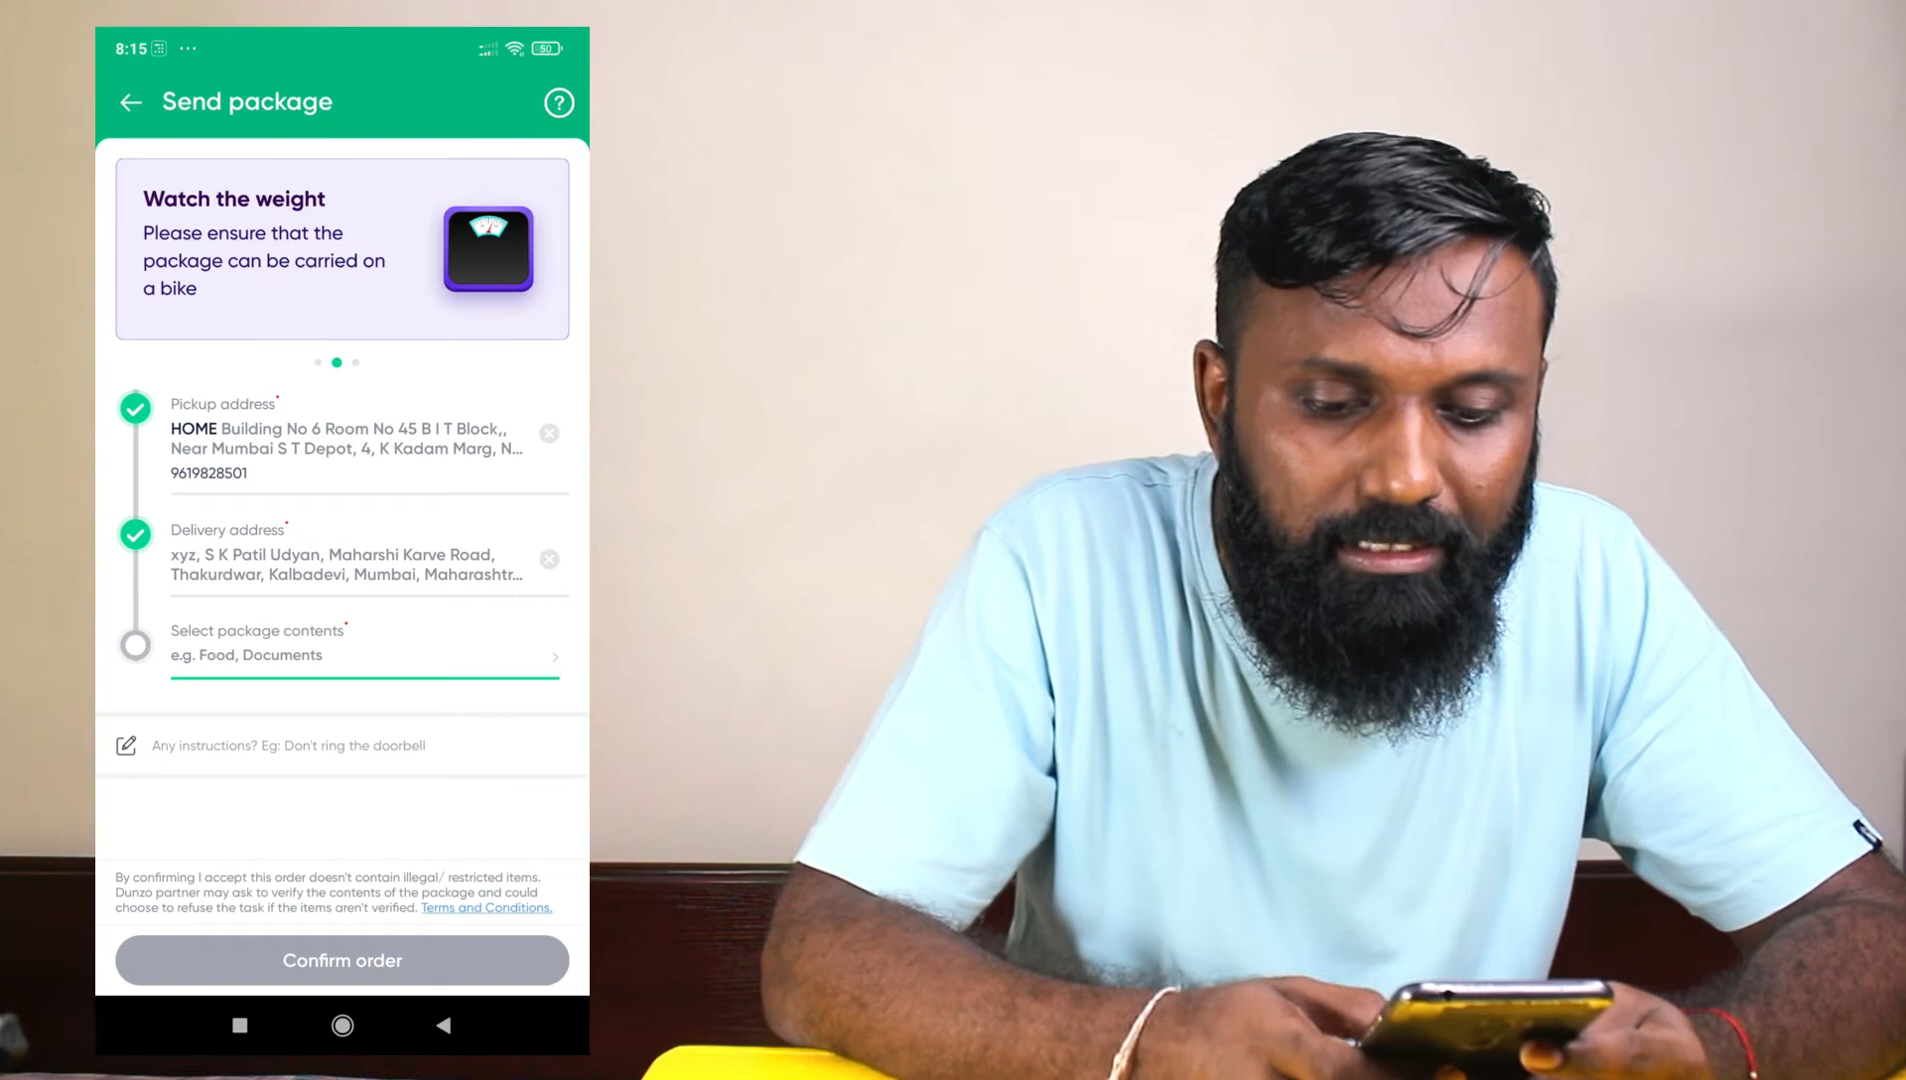 8:15
50
Send package
?
Watch the weight
Please ensure that the
package can be carried on
a bike
Pickup address*
HOME Building No 6 Room No 45 B I T Block,,
Near Mumbai S T Depot, 4, K Kadam Marg, N...
9619828501
Delivery address*
xyz, S K Patil Udyan, Maharshi Karve Road,
Thakurdwar, Kalbadevi, Mumbai, Maharashtr...
Select package contents*
e.g. Food, Documents
Any instructions? Eg: Don't ring the doorbell
By confirming I accept this order doesn't contain illegal/ restricted items.
Dunzo partner may ask to verify the contents of the package and could
choose to refuse the task if the items aren't verified. Terms and Conditions.
Confirm order